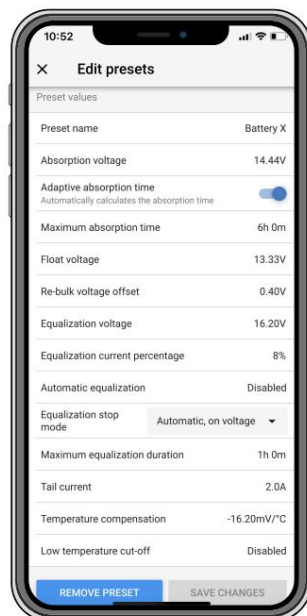 10:52
× Edit presets
Preset values
Preset name Battery X
Absorption voltage 14.44V
Adaptive absorption time
Automatically calculates the absorption time
Maximum absorption time 6h 0m
Float voltage 13.33V
Re-bulk voltage offset 0.40V
Equalization voltage 16.20V
Equalization current percentage 8%
Automatic equalization Disabled
Equalization stop
mode Automatic, on voltage
Maximum equalization duration 1h 0m
Tail current 2.0A
Temperature compensation -16.20mV/°C
Low temperature cut-off Disabled
REMOVE PRESET SAVE CHANGES